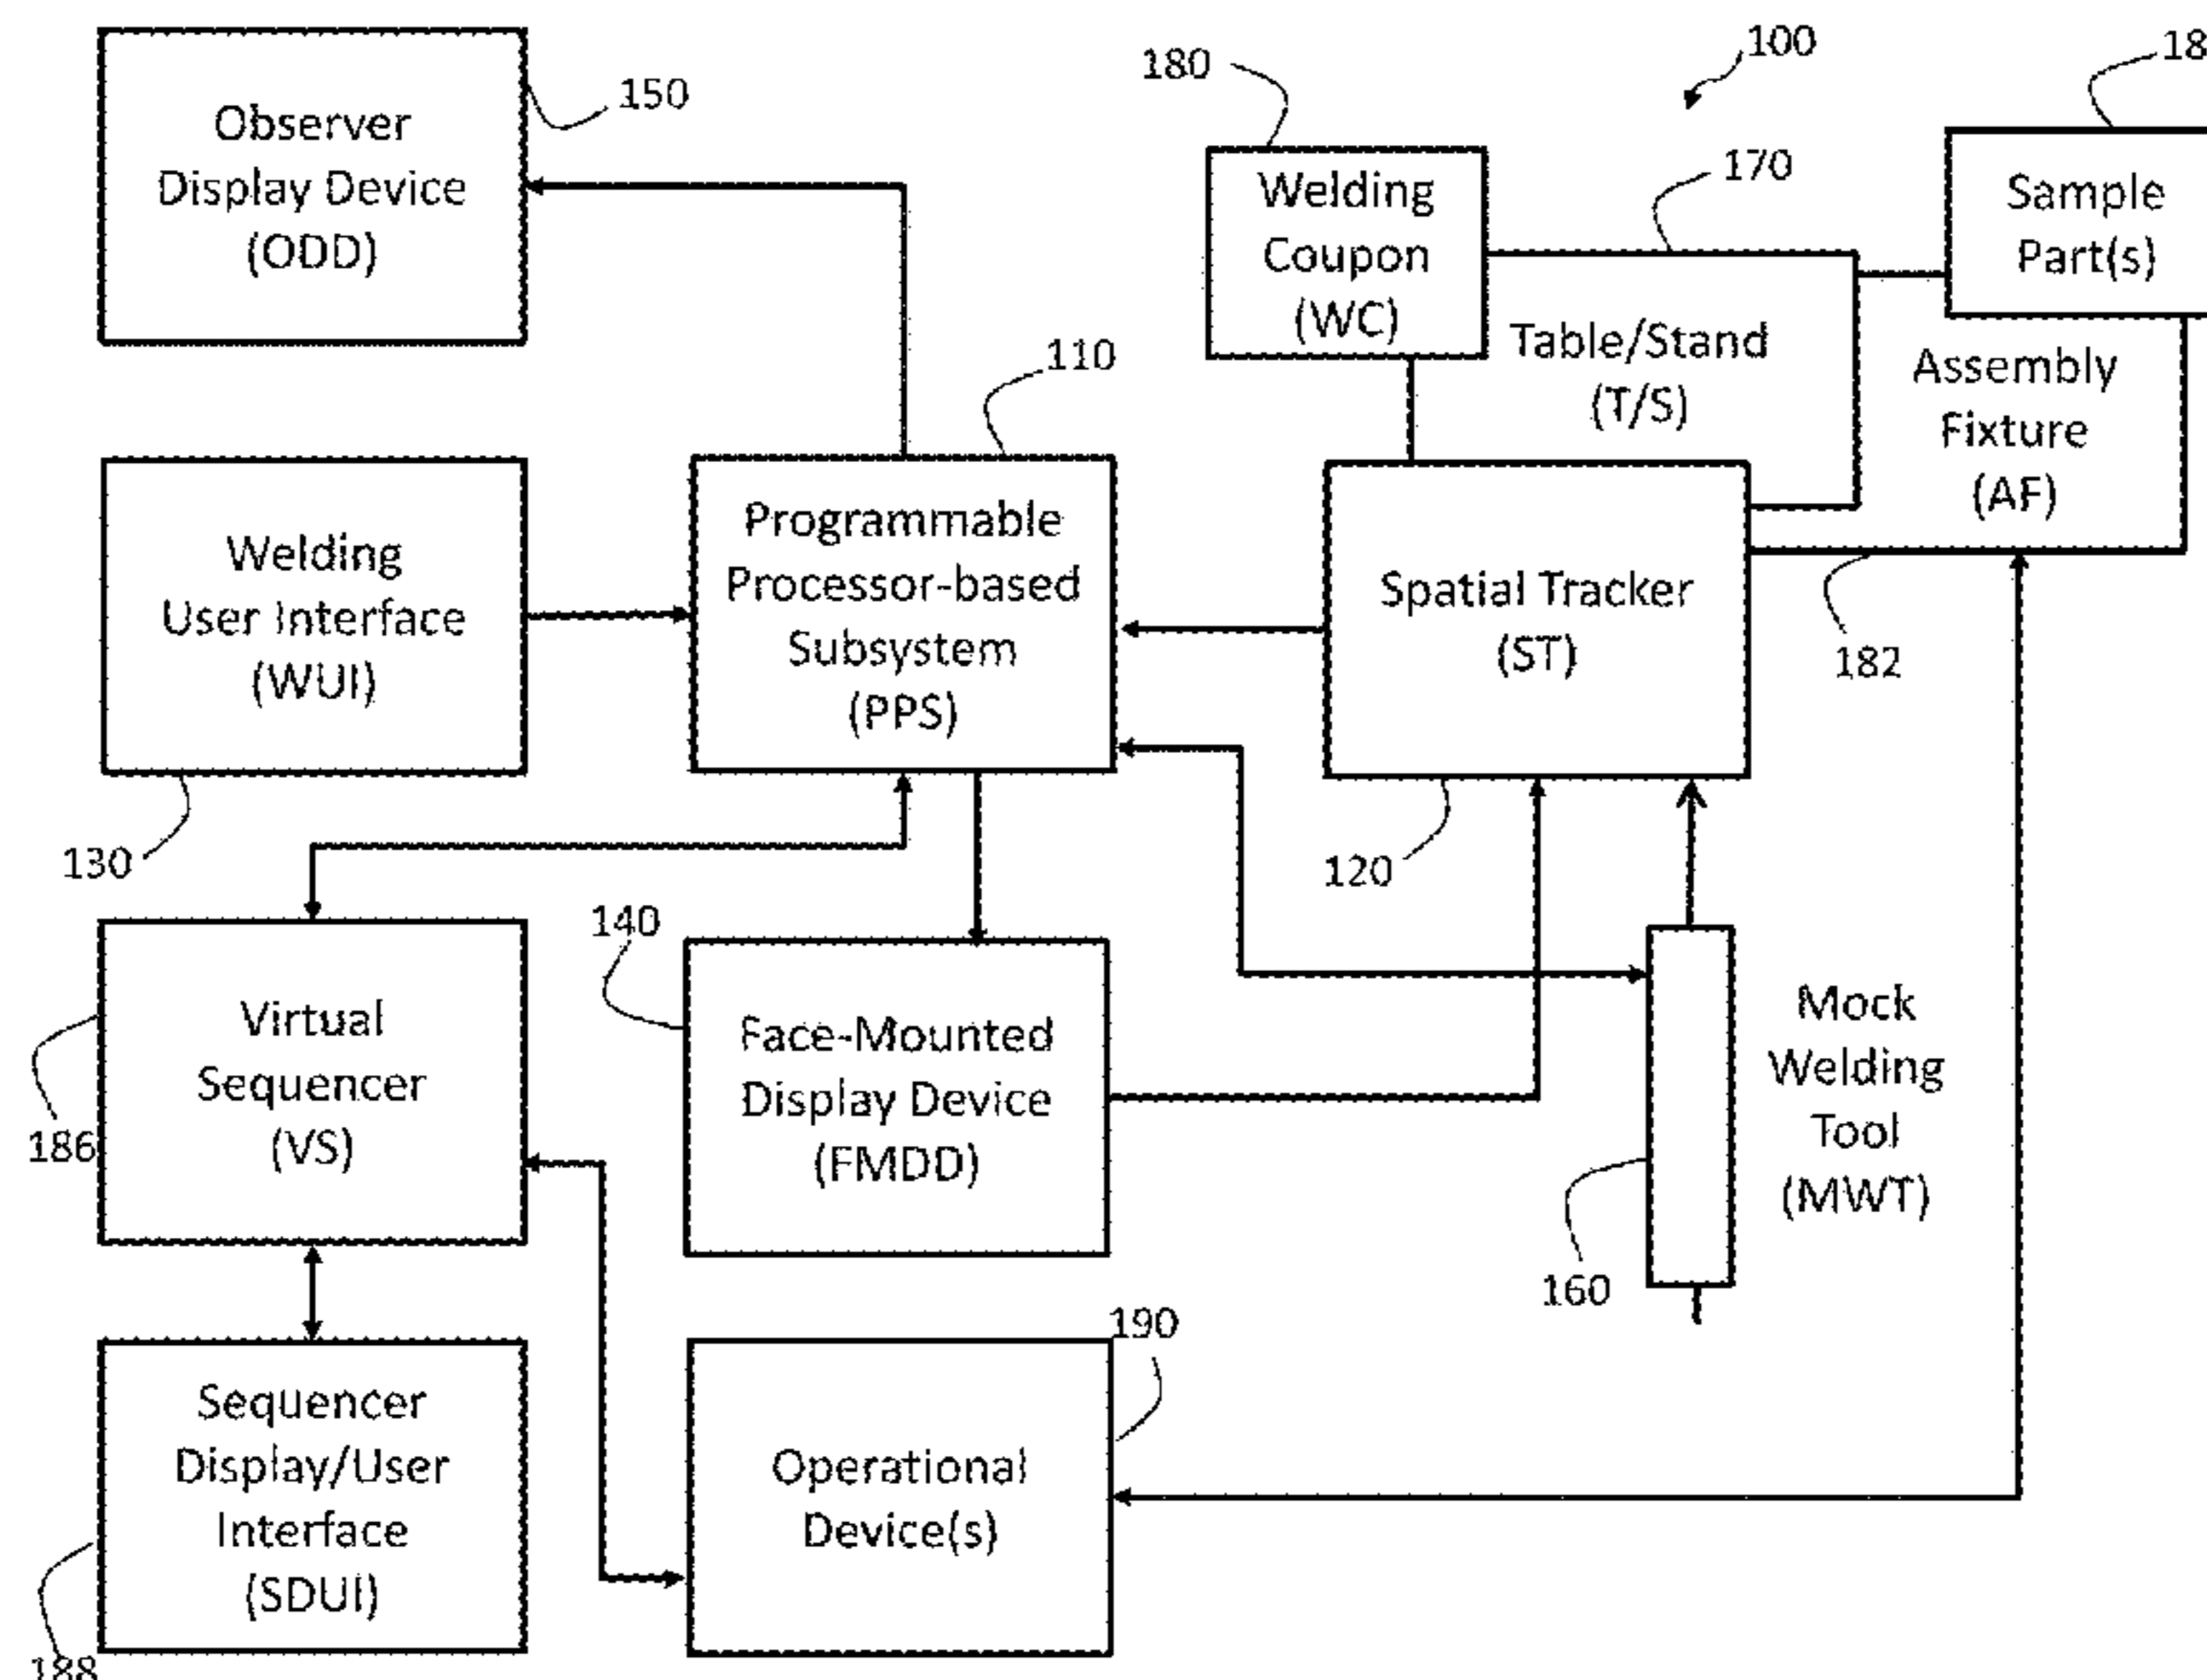 Observer
Display Device
(ODD)
150
180
Welding
Coupon
(WC)
100
170
18
Sample
Part(s)
Table/Stand
(T/S)
Assembly
Fixture
(AF)
110
Welding
User Interface
(WUI)
130
Programmable
Processor-based
Subsystem
(PPS)
Spatial Tracker
(ST)
182
120
140
Virtual
Sequencer
(VS)
186
Face-Mounted
Display Device
(FMDD)
Mock
Welding
Tool
(MWT)
160
190
Sequencer
Display/User
Interface
(SDUI)
188
Operational
Device(s)